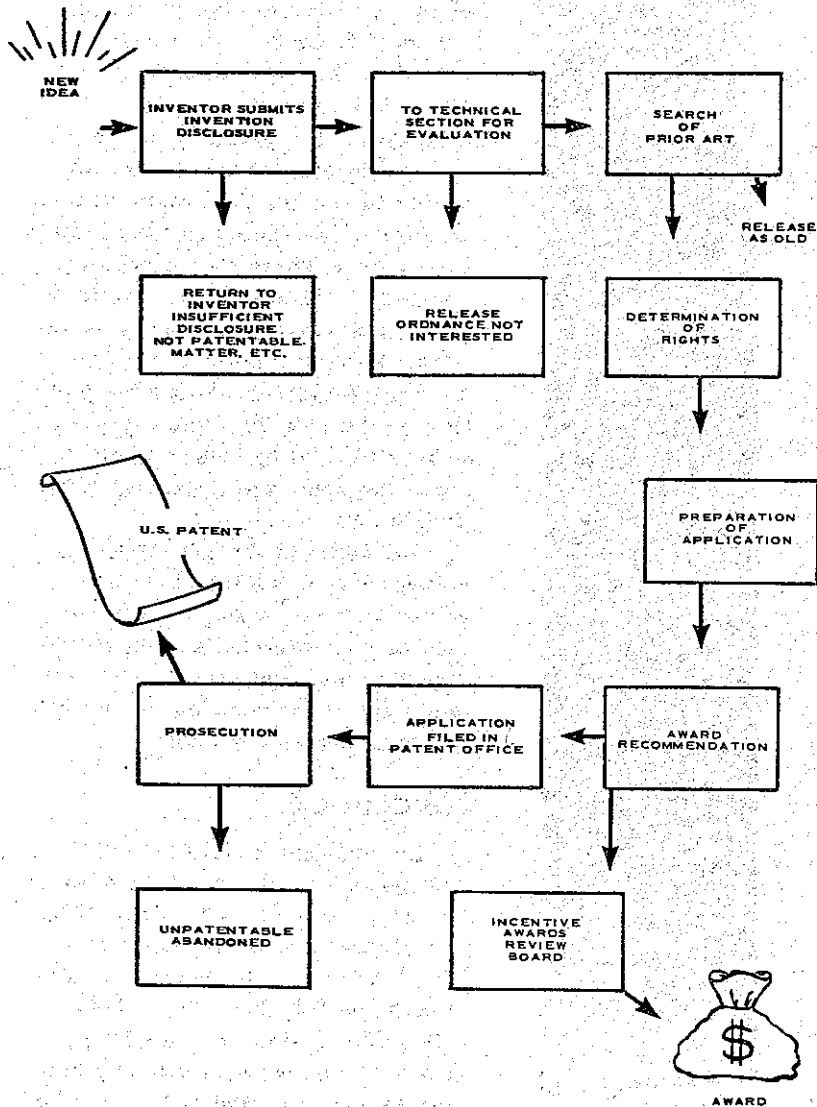 NEW
IDEA
INVENTOR SUBMITS
INVENTION
DISCLOSURE
TO TECHNICAL
SECTION FOR
EVALUATION
SEARCH
OF
PRIOR ART
RELEASE
AS OLD
RETURN TO
INVENTOR
INSUFFICIENT
DISCLOSURE
NOT PATENTABLE.
MATTER, ETC.
RELEASE
ORDNANCE NOT
INTERESTED
DETERMINATION
OF
RIGHTS
U.S. PATENT
PREPARATION
OF
APPLICATION
PROSECUTION
APPLICATION
FILED IN
PATENT OFFICE
AWARD
RECOMMENDATION
UNPATENTABLE
ABANDONED
INCENTIVE
AWARDS
REVIEW
BOARD
$
AWARD